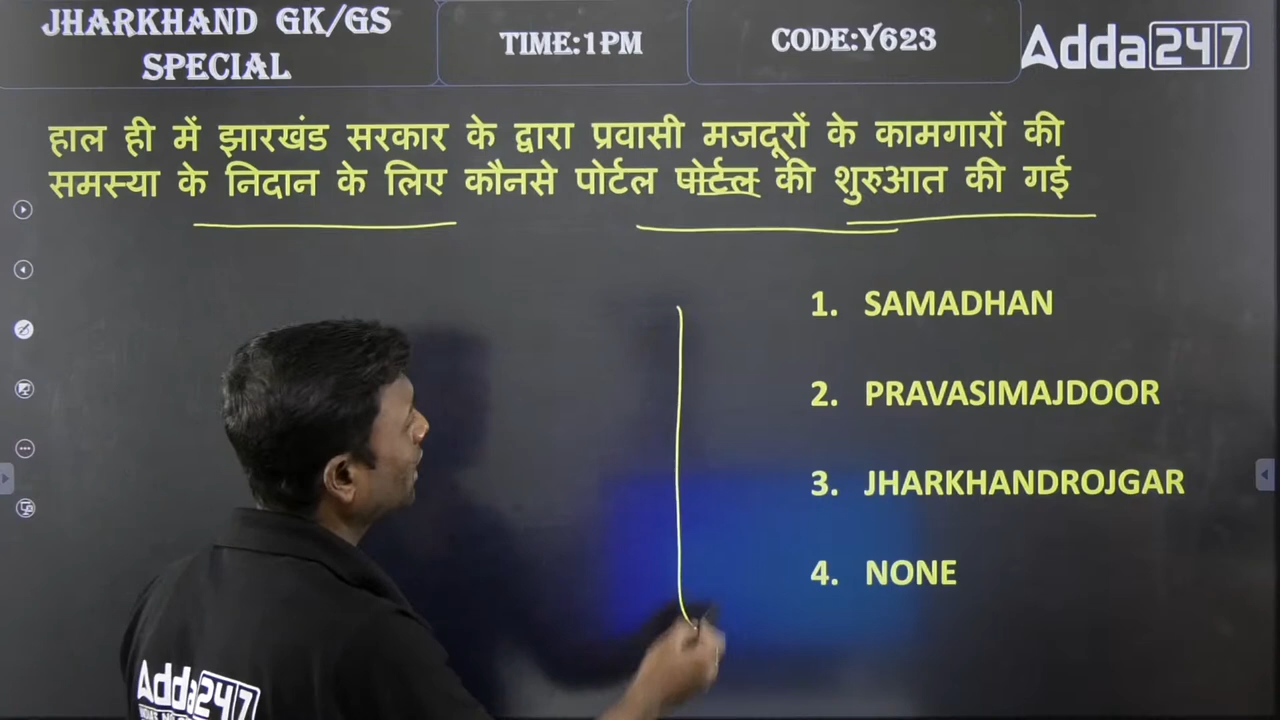 JHARKHAND GK/GS
SPECIAL
TIME:1PM
CODE:Y623
Adda247
हाल ही में झारखंड सरकार के द्वारा प्रवासी मजदूरों के कामगारों की
समस्या के निदान के लिए कौनसे पोर्टल पोर्टल की शुरुआत की गई
1. SAMADHAN
2. PRAVASIMAJDOOR
3. JHARKHANDROJGAR
4. NONE
Adda247